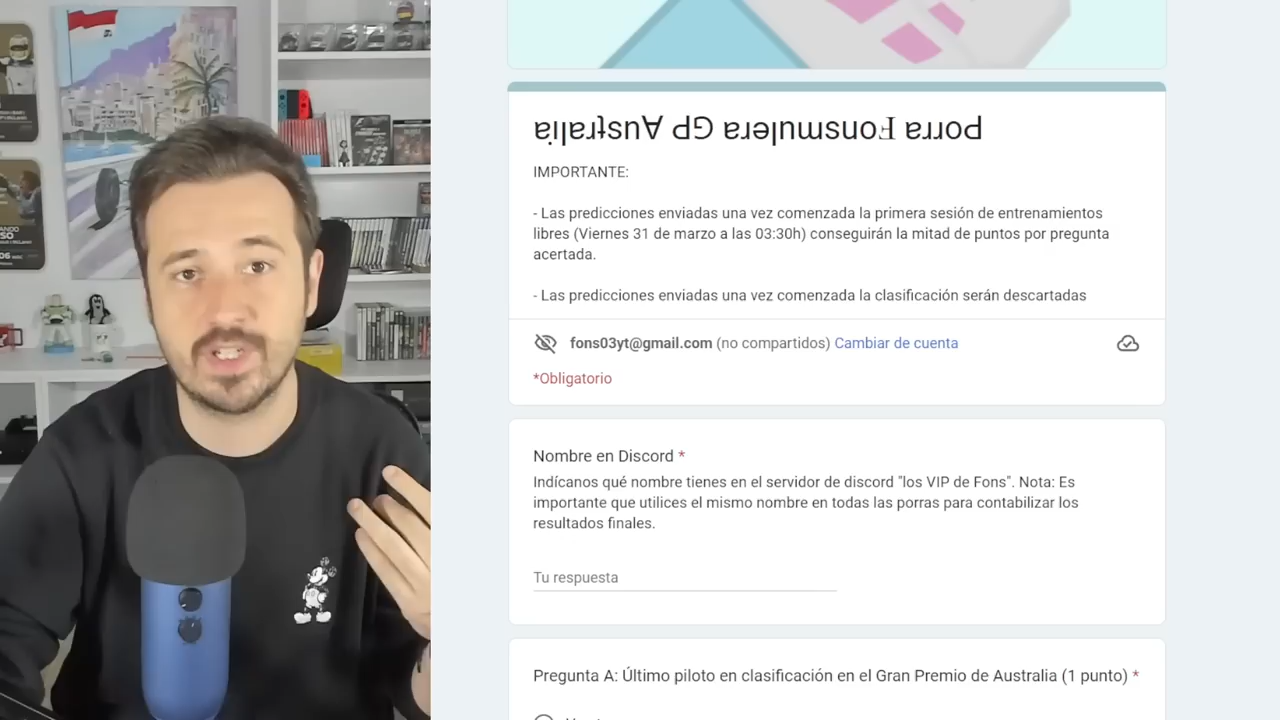 ɐᴉlɐɹʇsn∀ Ԁ⅁ ɐɹǝlnɯsuoℲ ɐɹɹoԀ
IMPORTANTE:
- Las predicciones enviadas una vez comenzada la primera sesión de entrenamientos
libres (Viernes 31 de marzo a las 03:30h) conseguirán la mitad de puntos por pregunta
acertada.
- Las predicciones enviadas una vez comenzada la clasificación serán descartadas
fons03yt@gmail.com (no compartidos) Cambiar de cuenta
*Obligatorio
Nombre en Discord *
Indícanos qué nombre tienes en el servidor de discord "los VIP de Fons". Nota: Es
importante que utilices el mismo nombre en todas las porras para contabilizar los
resultados finales.
Tu respuesta
Pregunta A: Último piloto en clasificación en el Gran Premio de Australia (1 punto) *